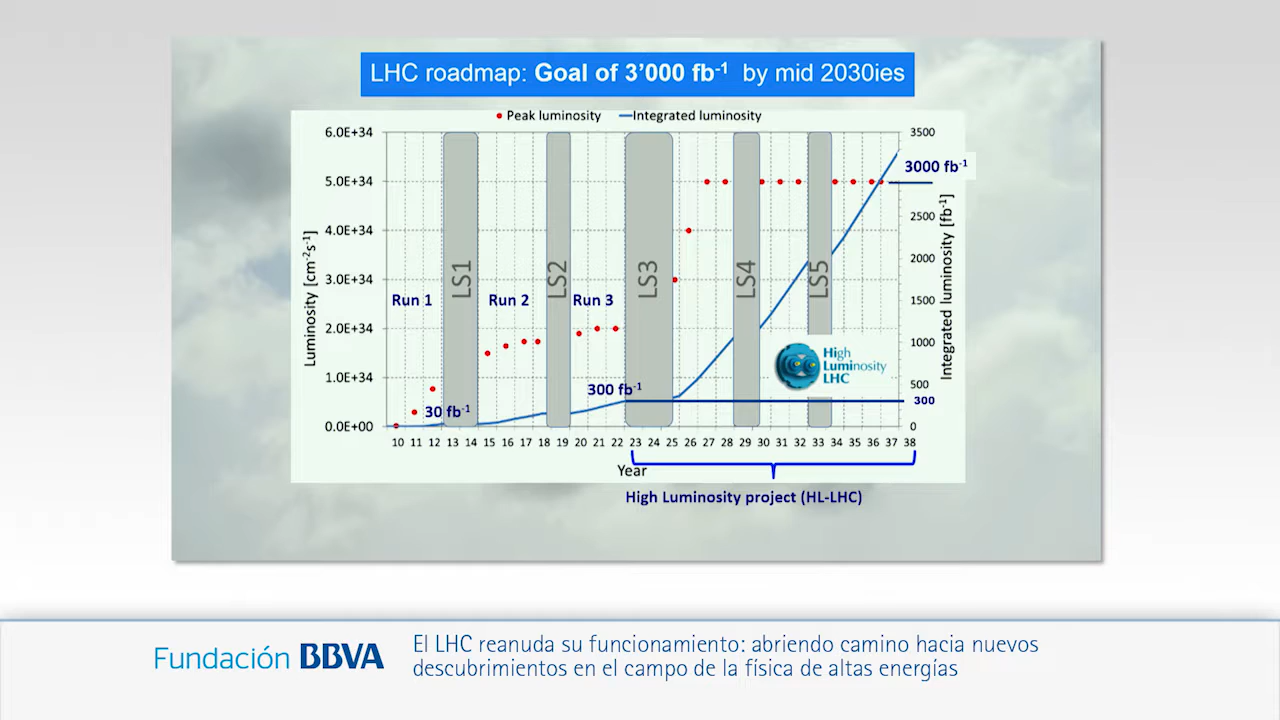 LHC roadmap: Goal of 3’000 fb-1 by mid 2030ies
Peak luminosity Integrated luminosity
6.0E+34
5.0E+34
4.0E+34
3.0E+34
2.0E+34
1.0E+34
0.0E+00
Luminosity [cm-2s-1]
3500
3000 fb-1
2500
2000
1500
1000
500
300
0
Integrated luminosity [fb-1]
LS1
LS2
LS3
LS4
LS5
Run 1
Run 2
Run 3
30 fb-1
300 fb-1
High
Luminosity
LHC
10 11 12 13 14 15 16 17 18 19 20 21 22 23 24 25 26 27 28 29 30 31 32 33 34 35 36 37 38
Year
High Luminosity project (HL-LHC)
Fundación BBVA
El LHC reanuda su funcionamiento: abriendo camino hacia nuevos
descubrimientos en el campo de la física de altas energías